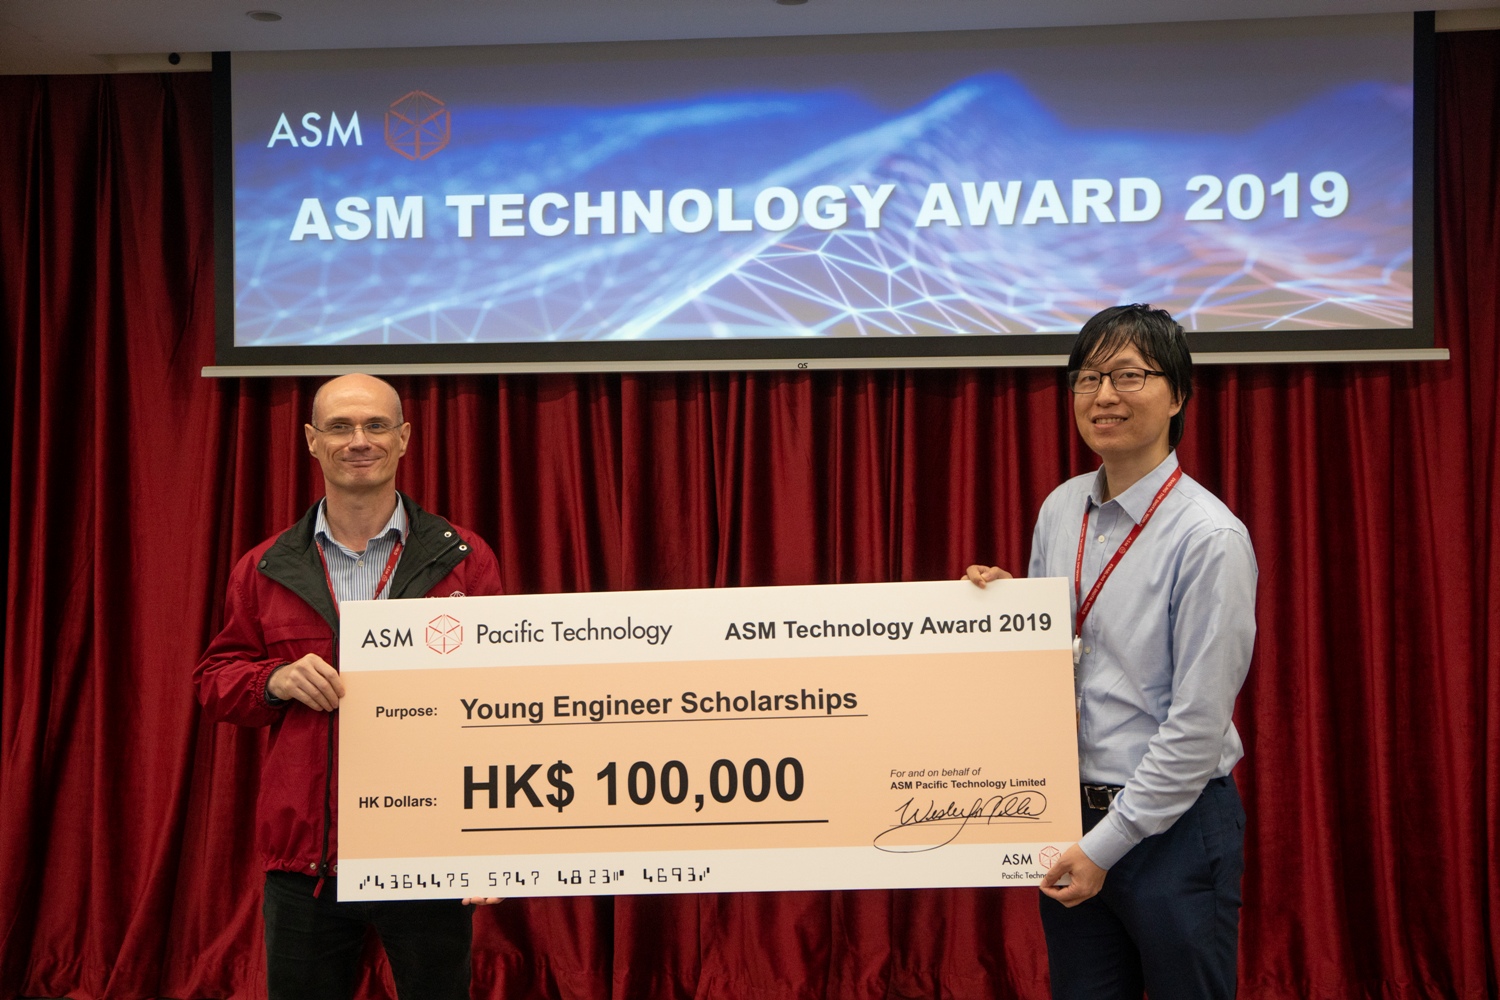 ASM
ASM TECHNOLOGY AWARD 2019
ASM Pacific Technology
ASM Technology Award 2019
Purpose: Young Engineer Scholarships
HK Dollars: HK$ 100,000
For and on behalf of
ASM Pacific Technology Limited
4364475 5747 4823 4693
ASM
Pacific